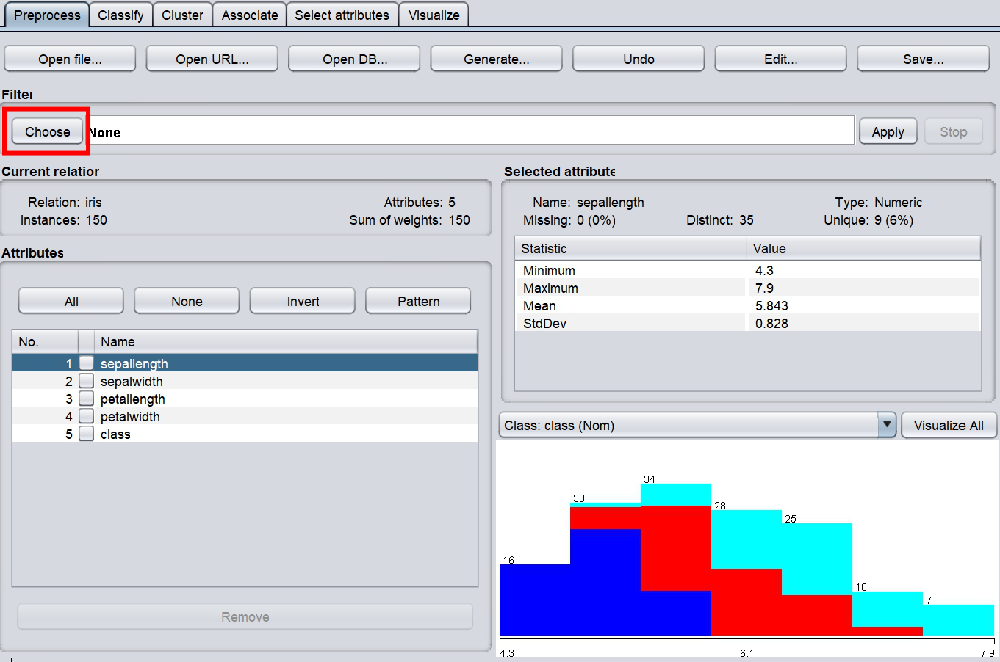 Preprocess Classify Cluster Associate Select attributes Visualize
Open file... Open URL... Open DB... Generate... Undo Edit... Save...
Filter
Choose None Apply Stop
Current relation
Relation: iris Attributes: 5
Instances: 150 Sum of weights: 150
Attributes
All None Invert Pattern
No. Name
1 sepallength
2 sepalwidth
3 petallength
4 petalwidth
5 class
Remove
Selected attribute
Name: sepallength Type: Numeric
Missing: 0 (0%) Distinct: 35 Unique: 9 (6%)
Statistic Value
Minimum 4.3
Maximum 7.9
Mean 5.843
StdDev 0.828
Class: class (Nom) Visualize All
16 30 34 28 25 10 7
4.3 6.1 7.9